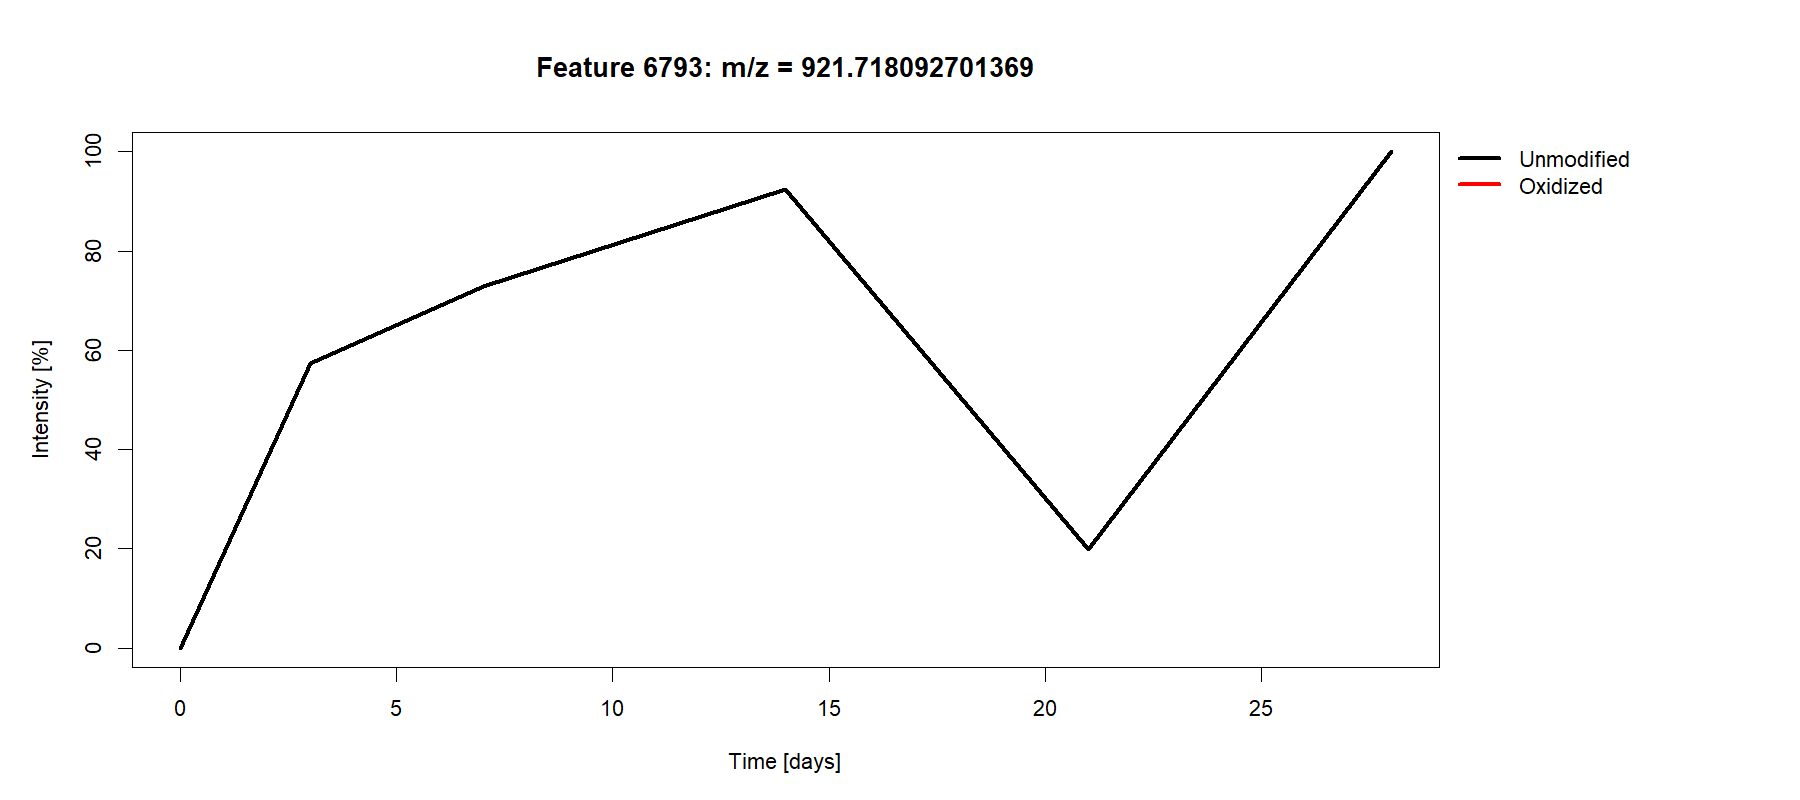 Feature 6793: m/z = 921.718092701369
Unmodified
Oxidized
Intensity [%]
100
80
60
40
20
0
0 5 10 15 20 25
Time [days]